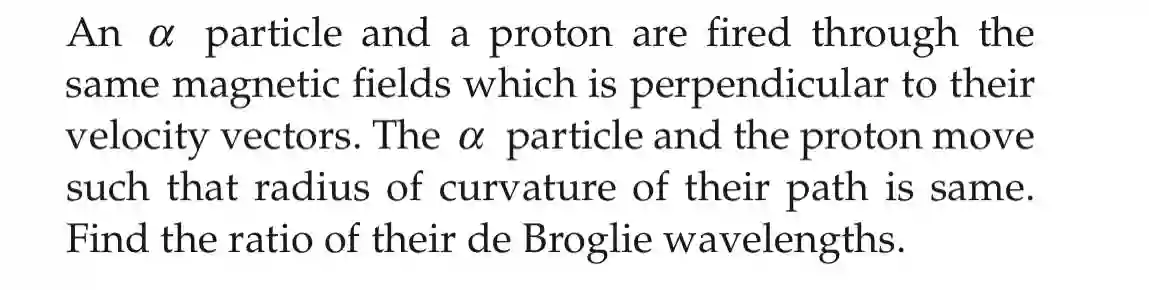 An α particle and a proton are fired through the
same magnetic fields which is perpendicular to their
velocity vectors. The α particle and the proton move
such that radius of curvature of their path is same.
Find the ratio of their de Broglie wavelengths.